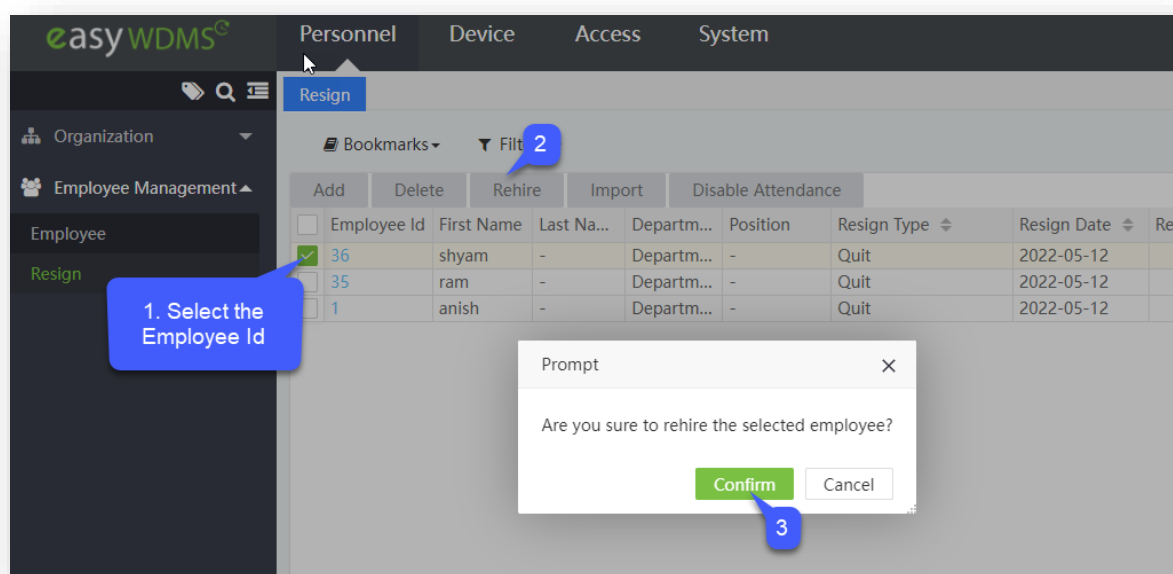 easy WDMS
Personnel Device Access System
Resign
Organization
Bookmarks
2
Employee Management
Add Delete Rehire Import Disable Attendance
Employee Id First Name Last Na... Departm... Position Resign Type Resign Date
Employee
36 shyam - Departm... - Quit 2022-05-12
Resign
35 ram - Departm... - Quit 2022-05-12
1 anish - Departm... - Quit 2022-05-12
1. Select the
Employee Id
Prompt
Are you sure to rehire the selected employee?
Confirm Cancel
3